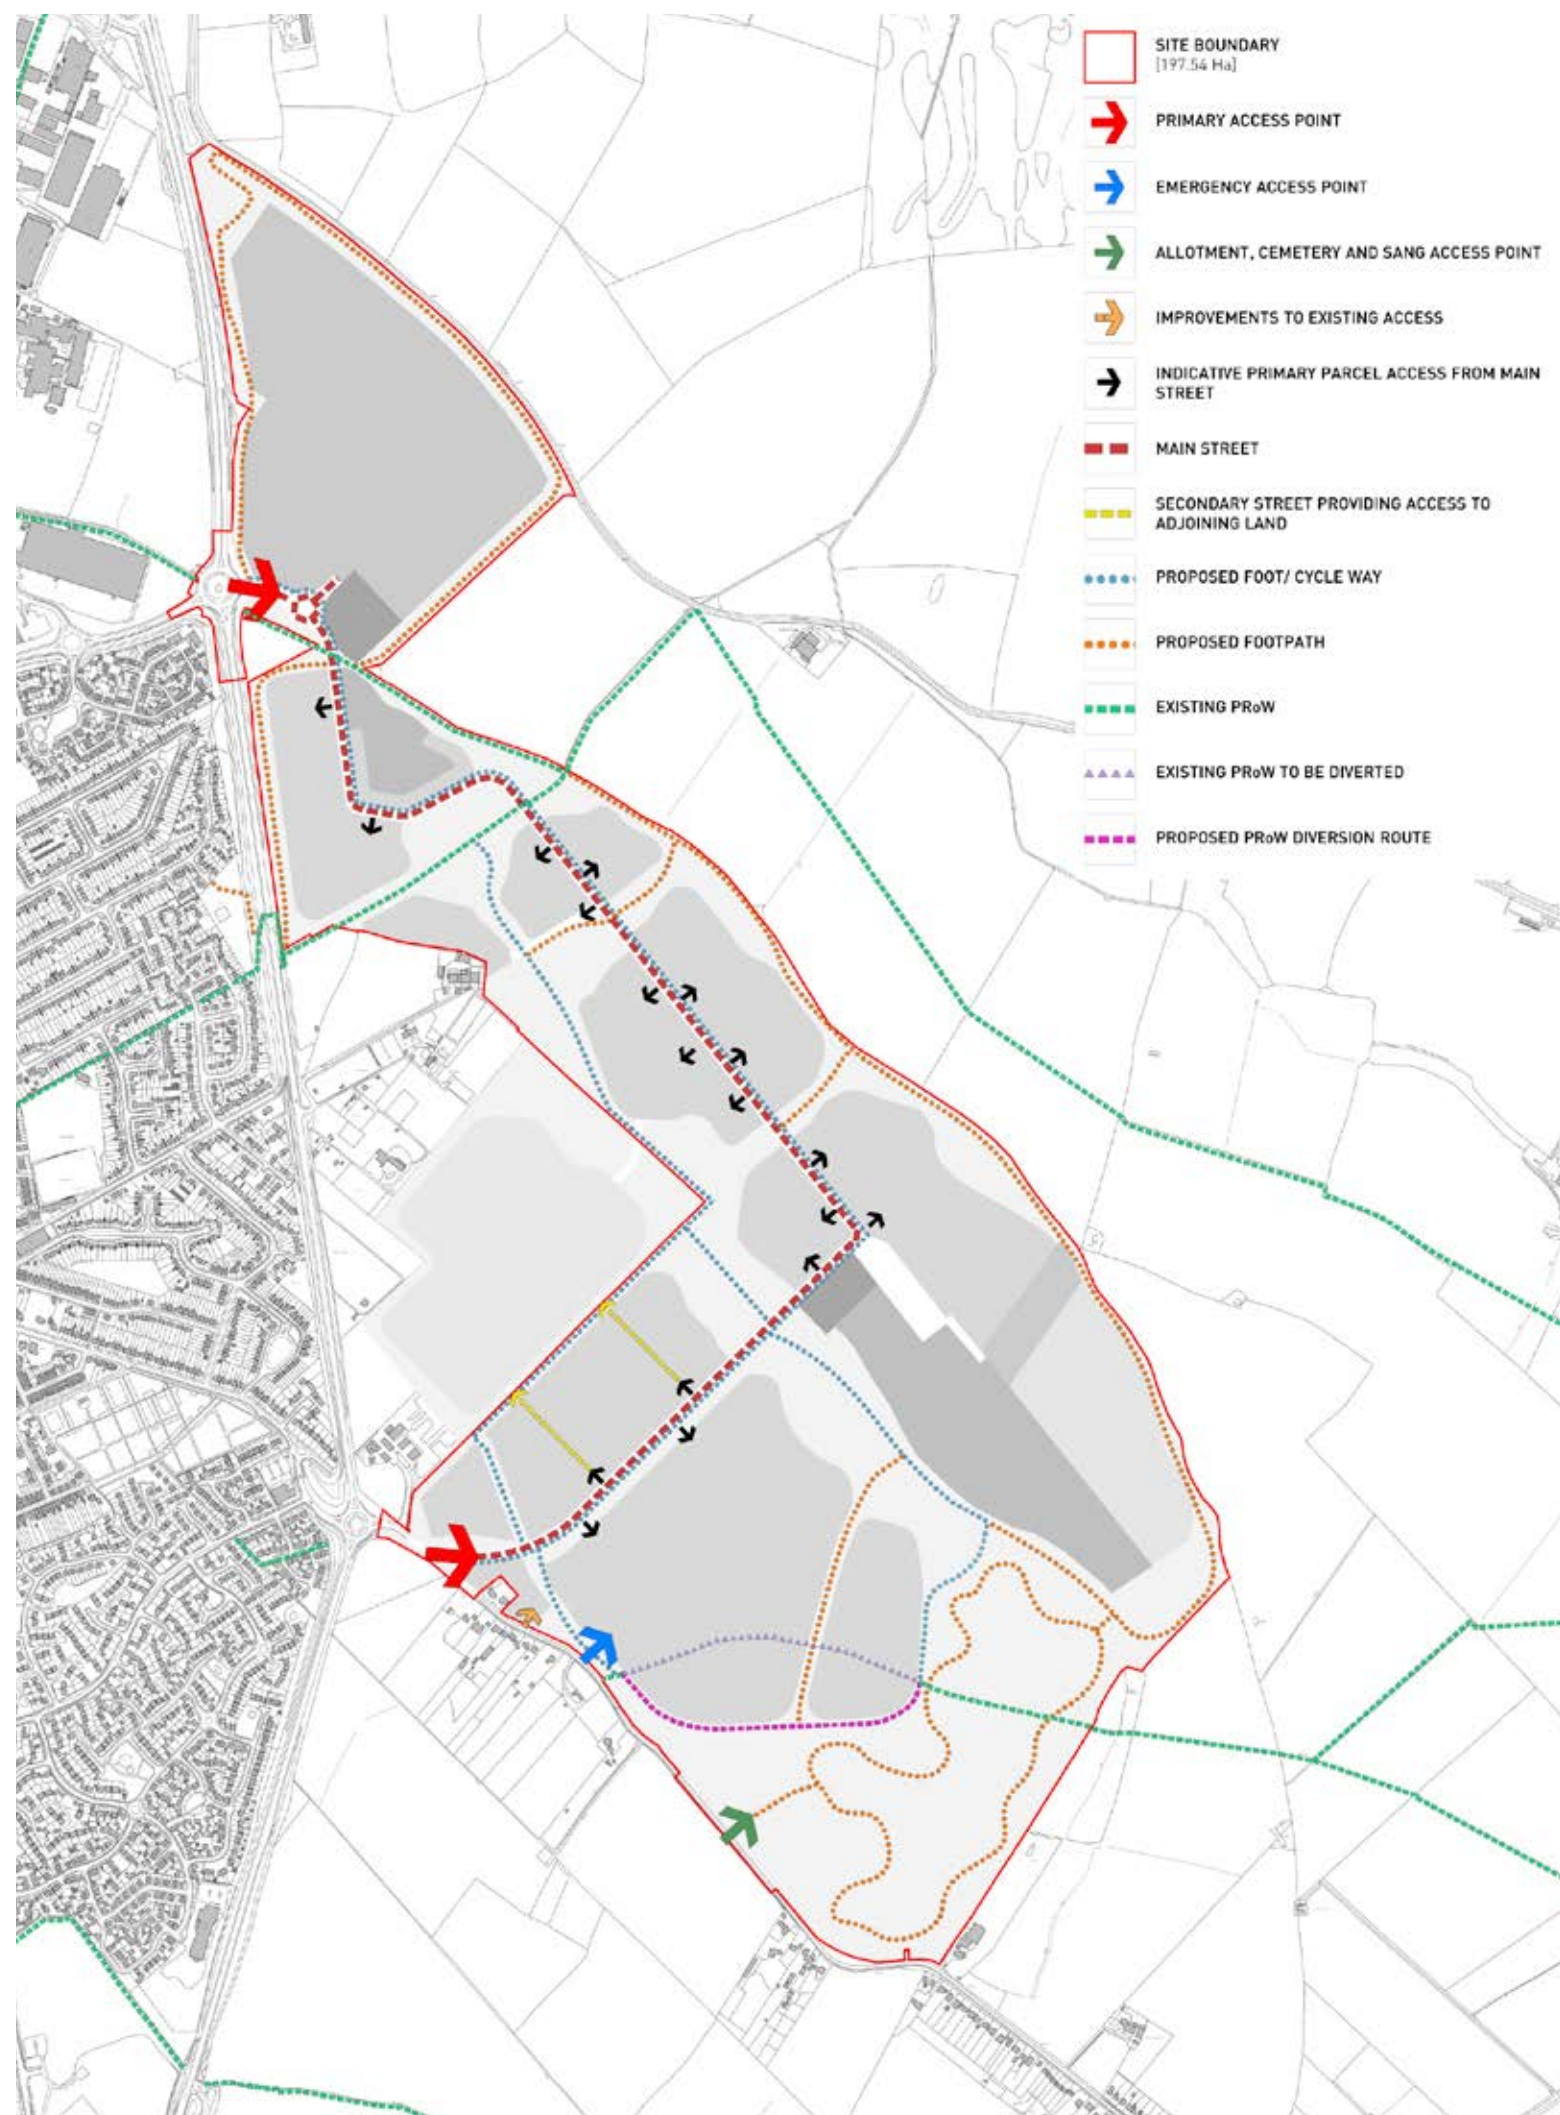 SITE BOUNDARY
[197.54 Ha]
PRIMARY ACCESS POINT
EMERGENCY ACCESS POINT
ALLOTMENT, CEMETERY AND SANG ACCESS POINT
IMPROVEMENTS TO EXISTING ACCESS
INDICATIVE PRIMARY PARCEL ACCESS FROM MAIN
STREET
MAIN STREET
SECONDARY STREET PROVIDING ACCESS TO
ADJOINING LAND
PROPOSED FOOT/ CYCLE WAY
PROPOSED FOOTPATH
EXISTING PRoW
EXISTING PRoW TO BE DIVERTED
PROPOSED PRoW DIVERSION ROUTE